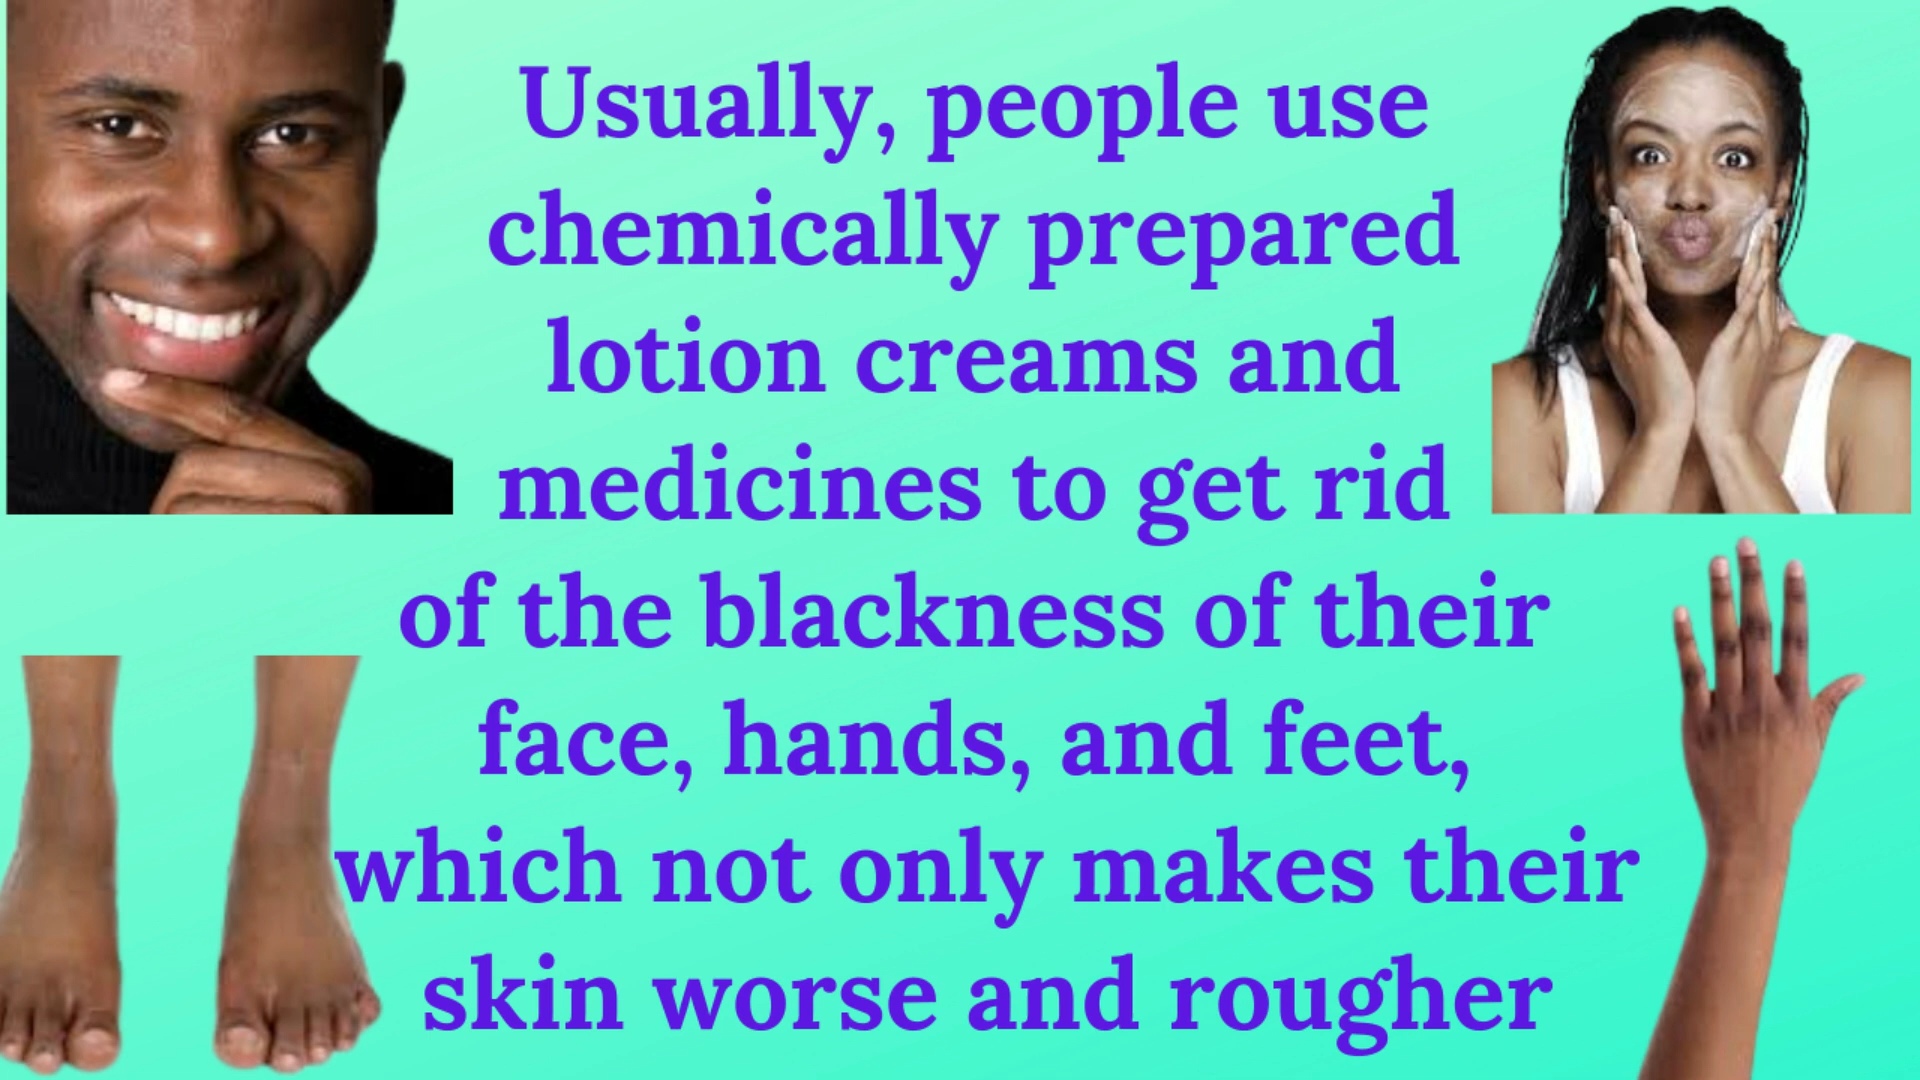 Usually, people use
chemically prepared
lotion creams and
medicines to get rid
of the blackness of their
face, hands, and feet,
which not only makes their
skin worse and rougher